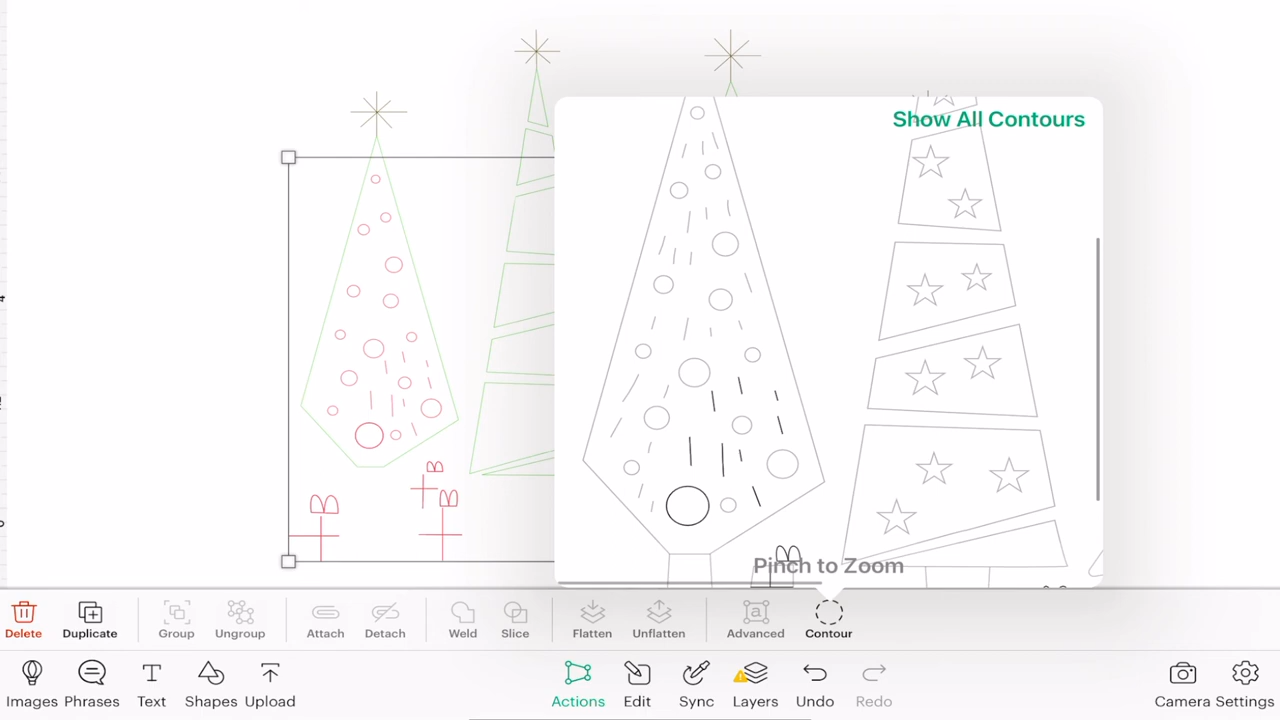 Show All Contours
Pinch to Zoom
Delete Duplicate Group Ungroup Attach Detach Weld Slice Flatten Unflatten Advanced Contour
Images Phrases Text Shapes Upload Actions Edit Sync Layers Undo Redo Camera Settings